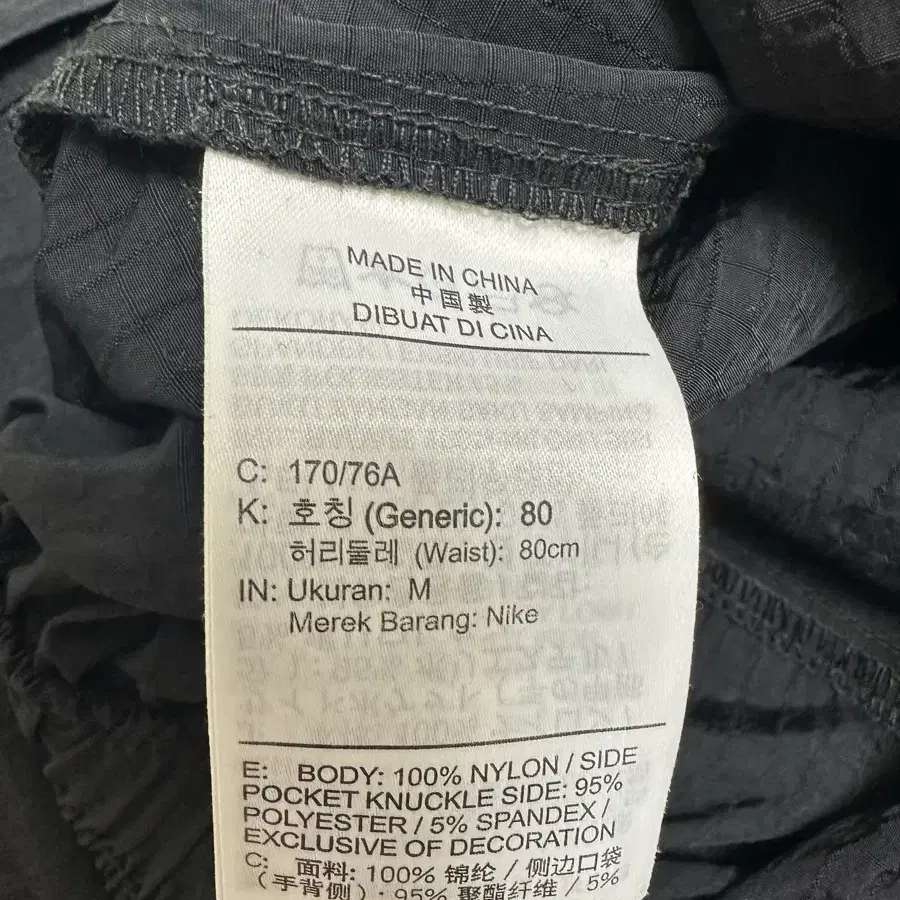 MADE IN CHINA
中国製
DIBUAT DI CINA
C: 170/76A
K: 호칭 (Generic): 80
허리둘레 (Waist): 80cm
IN: Ukuran: M
Merek Barang: Nike
E: BODY: 100% NYLON / SIDE
POCKET KNUCKLE SIDE: 95%
POLYESTER / 5% SPANDEX /
EXCLUSIVE OF DECORATION
C: 面料: 100% 锦纶 / 侧边口袋
（手背侧）: 95% 聚酯纤维 / 5%